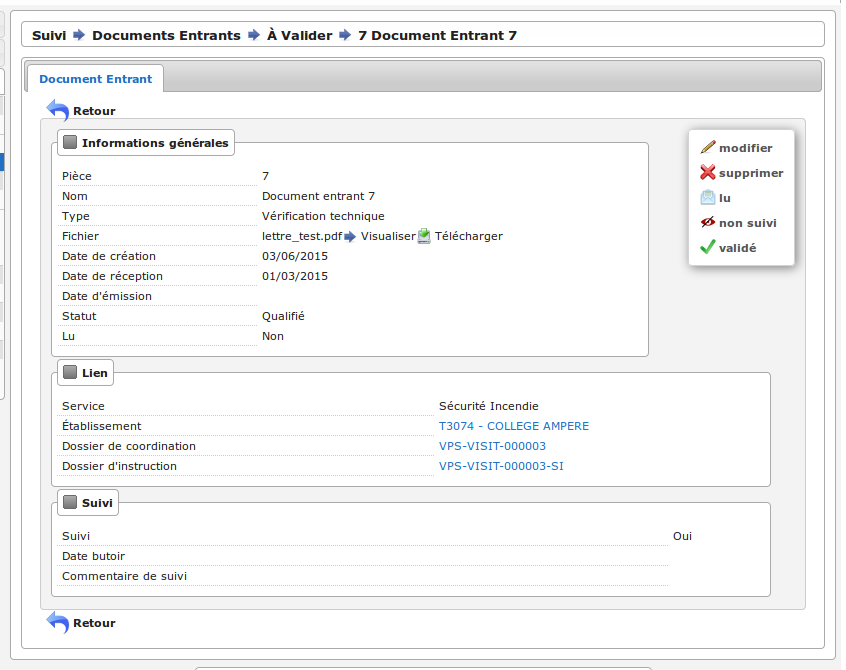 Suivi Documents Entrants À Valider 7 Document Entrant 7
Document Entrant
Retour
Informations générales
Pièce 7
Nom Document entrant 7
Type Vérification technique
Fichier lettre_test.pdf Visualiser Télécharger
Date de création 03/06/2015
Date de réception 01/03/2015
Date d'émission
Statut Qualifié
Lu Non
modifier
supprimer
lu
non suivi
validé
Lien
Service Sécurité Incendie
Établissement T3074 - COLLEGE AMPERE
Dossier de coordination VPS-VISIT-000003
Dossier d'instruction VPS-VISIT-000003-SI
Suivi
Suivi Oui
Date butoir
Commentaire de suivi
Retour